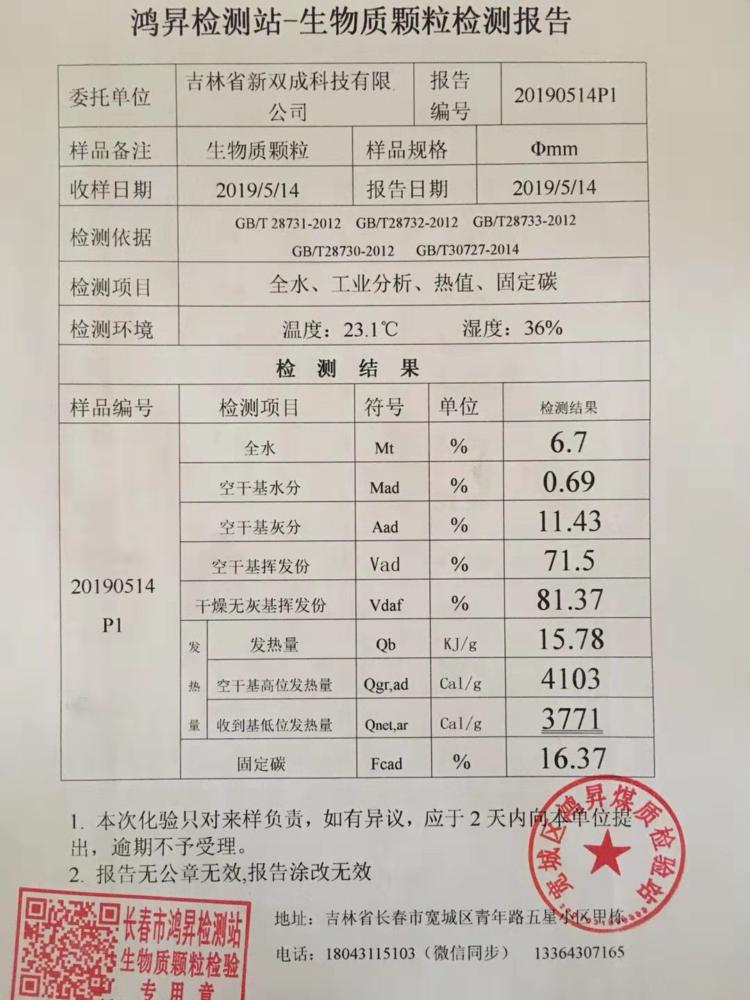 鸿昇检测站-生物质颗粒检测报告
委托单位 吉林省新双成科技有限公司 报告编号 20190514P1
样品备注 生物质颗粒 样品规格 Φmm
收样日期 2019/5/14 报告日期 2019/5/14
检测依据 GB/T 28731-2012 GB/T28732-2012 GB/T28733-2012
GB/T28730-2012 GB/T30727-2014
检测项目 全水、工业分析、热值、固定碳
检测环境 温度：23.1℃ 湿度：36%
检 测 结 果
样品编号 检测项目 符号 单位 检测结果
20190514
P1
全水 Mt % 6.7
空干基水分 Mad % 0.69
空干基灰分 Aad % 11.43
空干基挥发份 Vad % 71.5
干燥无灰基挥发份 Vdaf % 81.37
发热量
发热量 Qb KJ/g 15.78
空干基高位发热量 Qgr,ad Cal/g 4103
收到基低位发热量 Qnet,ar Cal/g 3771
固定碳 Fcad % 16.37
1. 本次化验只对来样负责，如有异议，应于 2 天内向本单位提
出，逾期不予受理。
2. 报告无公章无效,报告涂改无效
宽城区鸿昇煤质检验站
长春市鸿昇检测站
生物质颗粒检验
专用章
地址：吉林省长春市宽城区青年路五星小区甲栋
电话：18043115103（微信同步） 13364307165